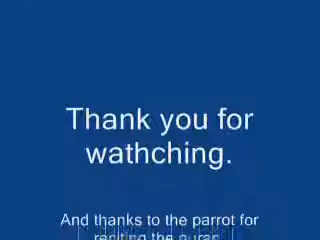 Thank you for
wathching.
And thanks to the parrot for
reciting the quran